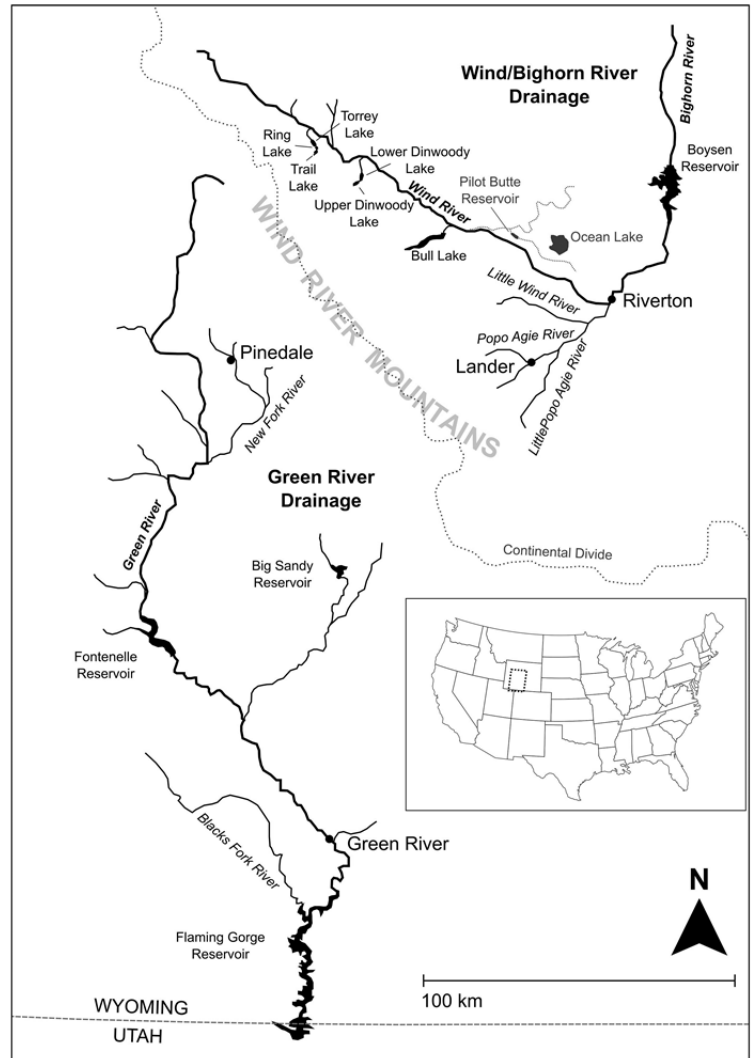 Wind/Bighorn River
Drainage
Bighorn River
Torrey
Lake
Ring
Lake
Trail
Lake
Lower Dinwoody
Lake
Upper Dinwoody
Lake
Wind River
Pilot Butte
Reservoir
Boysen
Reservoir
Ocean Lake
Bull Lake
WIND RIVER MOUNTAINS
Little Wind River
Riverton
Popo Agie River
Lander
LittlePopo Agie River
Pinedale
New Fork River
Green River
Drainage
Green River
Continental Divide
Big Sandy
Reservoir
Fontenelle
Reservoir
Blacks Fork River
Green River
Flaming Gorge
Reservoir
N
100 km
WYOMING
UTAH